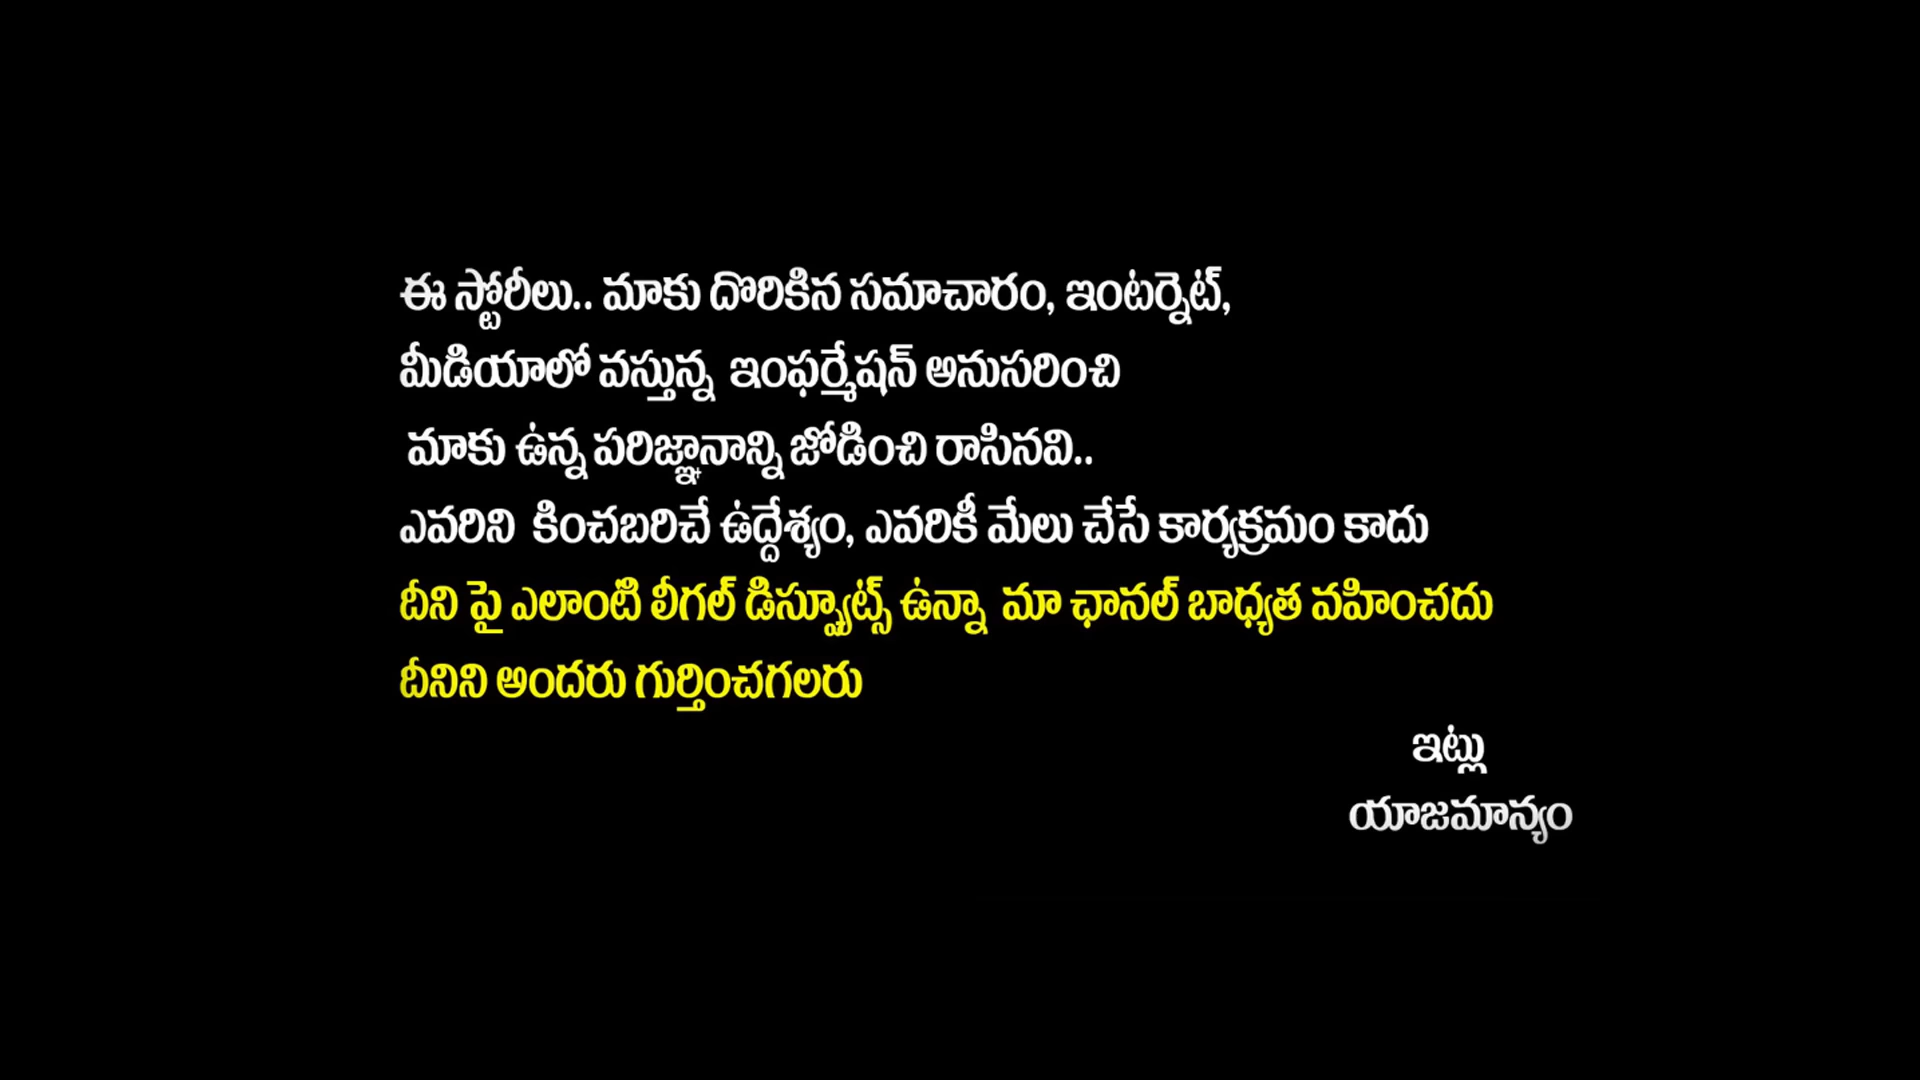 ఈ స్టోరీలు.. మాకు దొరికిన సమాచారం, ఇంటర్నెట్,
మీడియాలో వస్తున్న ఇంఫర్మేషన్ అనుసరించి
మాకు ఉన్న పరిజ్ఞానాన్ని జోడించి రాసినవి..
ఎవరిని కించబరిచే ఉద్దేశ్యం, ఎవరికీ మేలు చేసే కార్యక్రమం కాదు
దీని పై ఎలాంటి లీగల్ డిస్ప్యూట్స్ ఉన్నా మా ఛానల్ బాధ్యత వహించదు
దీనిని అందరు గుర్తించగలరు
ఇట్లు
యాజమాన్యం